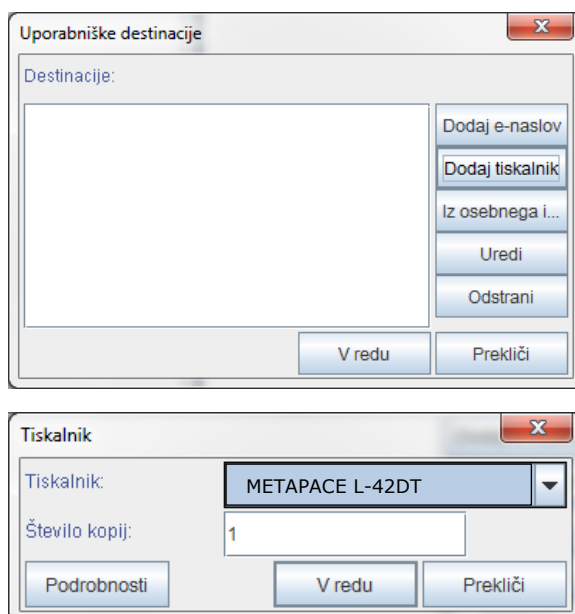 Uporabniške destinacije
Destinacije:
Dodaj e-naslov
Dodaj tiskalnik
Iz osebnega i...
Uredi
Odstrani
V redu
Prekliči
Tiskalnik
Tiskalnik:
METAPACE L-42DT
Število kopij:
1
Podrobnosti
V redu
Prekliči